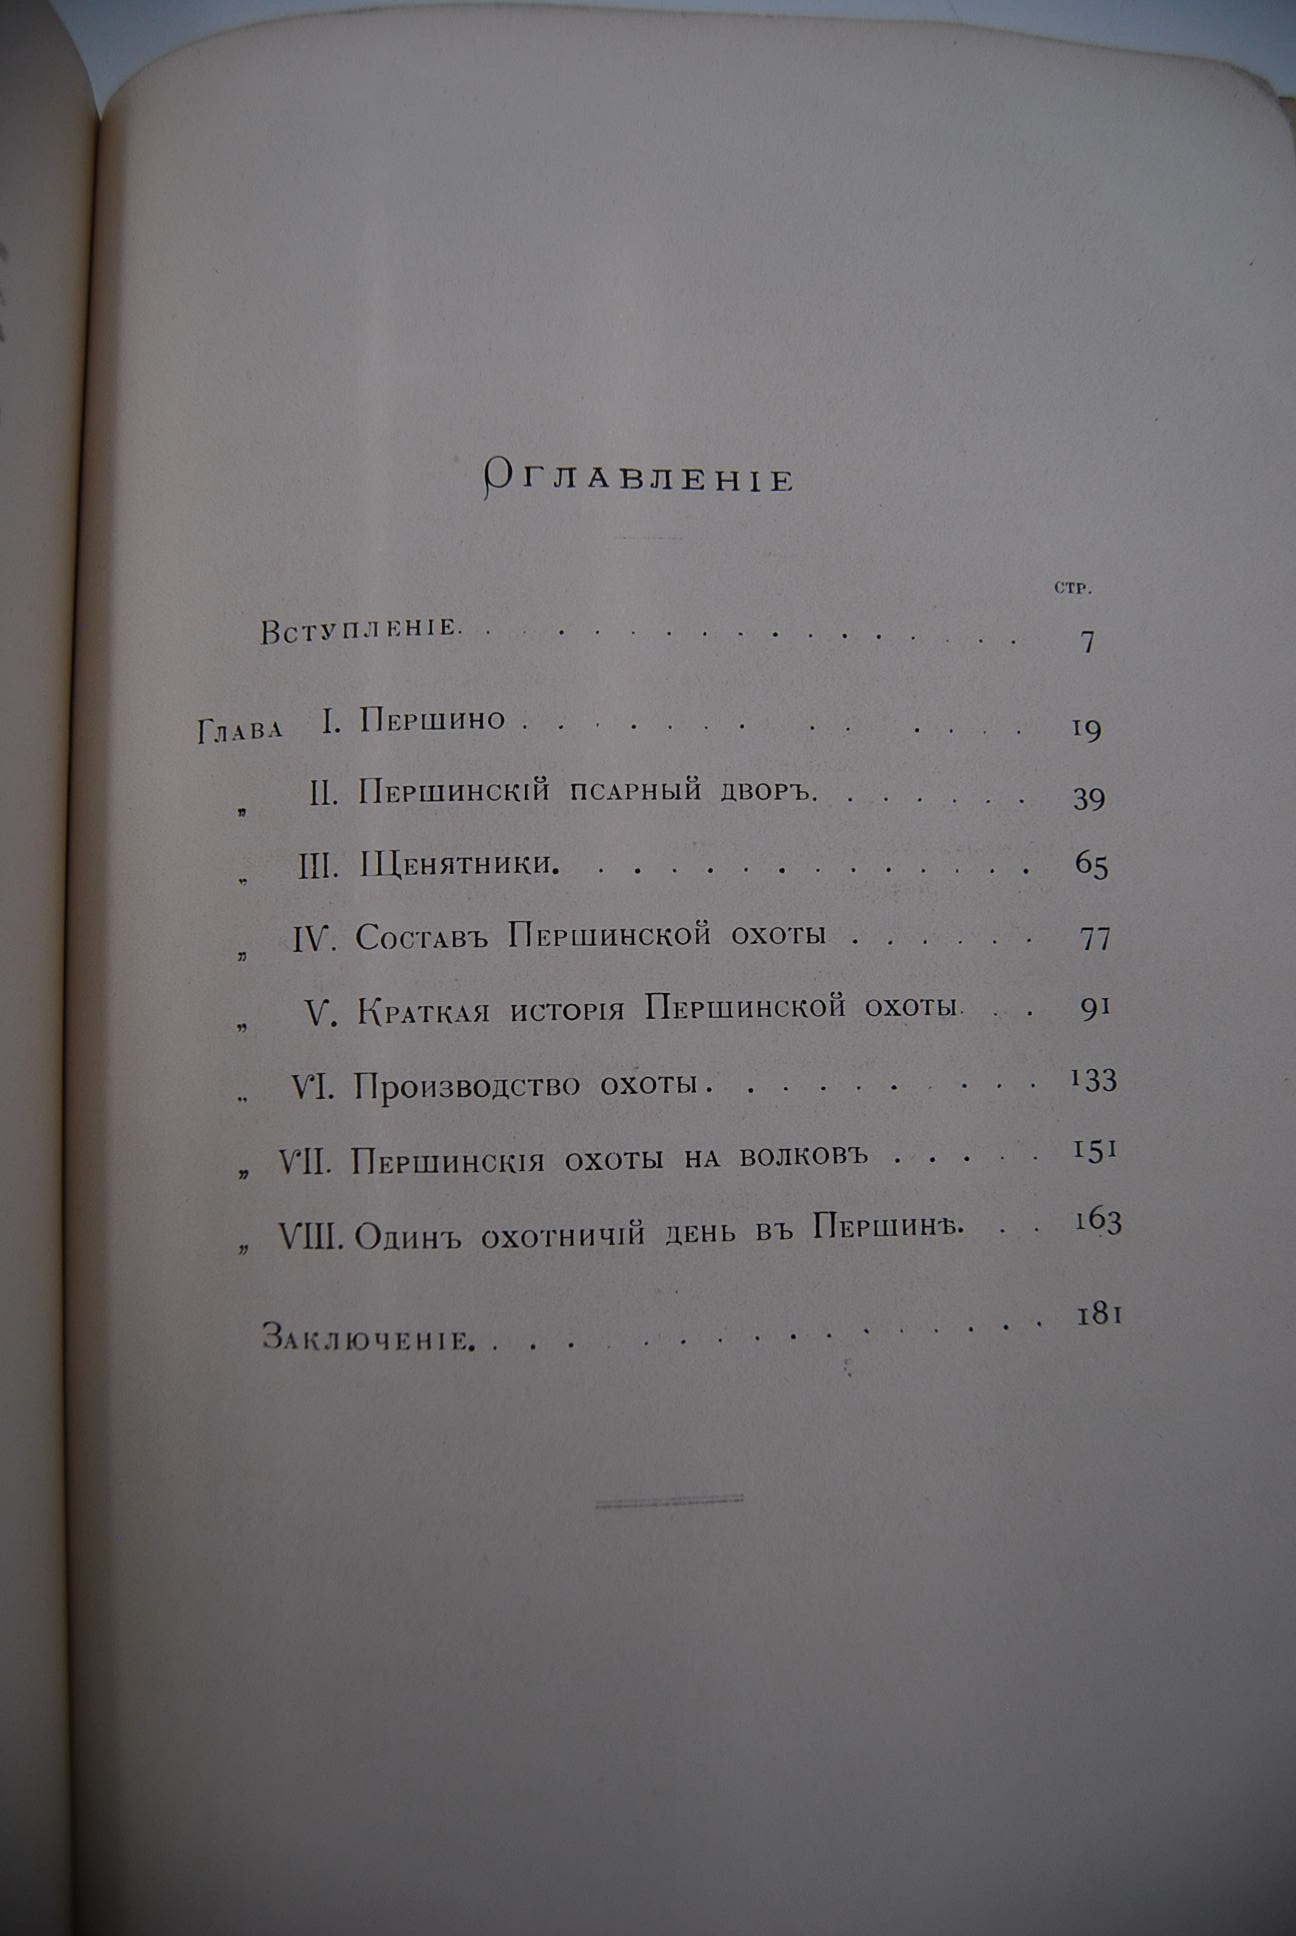 Оглавленіе
стр.
Вступленіе. . . . . . . . . . . . . . . 7
Глава I. Першино . . . . . . . . . . . . . 19
„ II. Першинскій псарный дворъ. . . . . . . 39
„ III. Щенятники. . . . . . . . . . . . . . 65
„ IV. Составъ Першинской охоты . . . . . . 77
„ V. Краткая исторія Першинской охоты. . . 91
„ VI. Производство охоты. . . . . . . . . . 133
„ VII. Першинскія охоты на волковъ . . . . . 151
„ VIII. Одинъ охотничій день въ Першинѣ. . . 163
Заключеніе. . . . . . . . . . . . . . . . 181